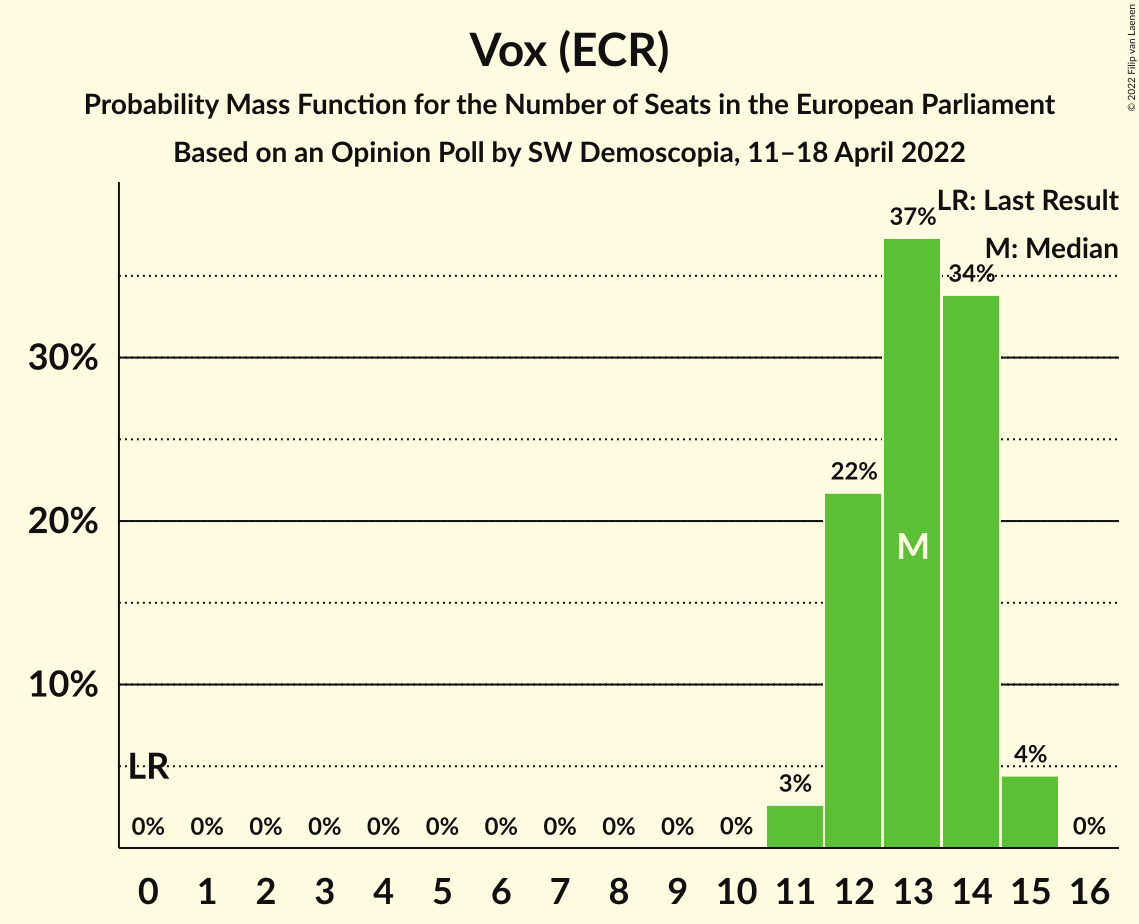 Vox (ECR)
Probability Mass Function for the Number of Seats in the European Parliament
Based on an Opinion Poll by SW Demoscopia, 11–18 April 2022
© 2022 Filip van Laenen
LR: Last Result
M: Median
37%
34%
30%
22%
20%
M
10%
LR
4%
3%
0% 0% 0% 0% 0% 0% 0% 0% 0% 0% 0% 0%
0 1 2 3 4 5 6 7 8 9 10 11 12 13 14 15 16